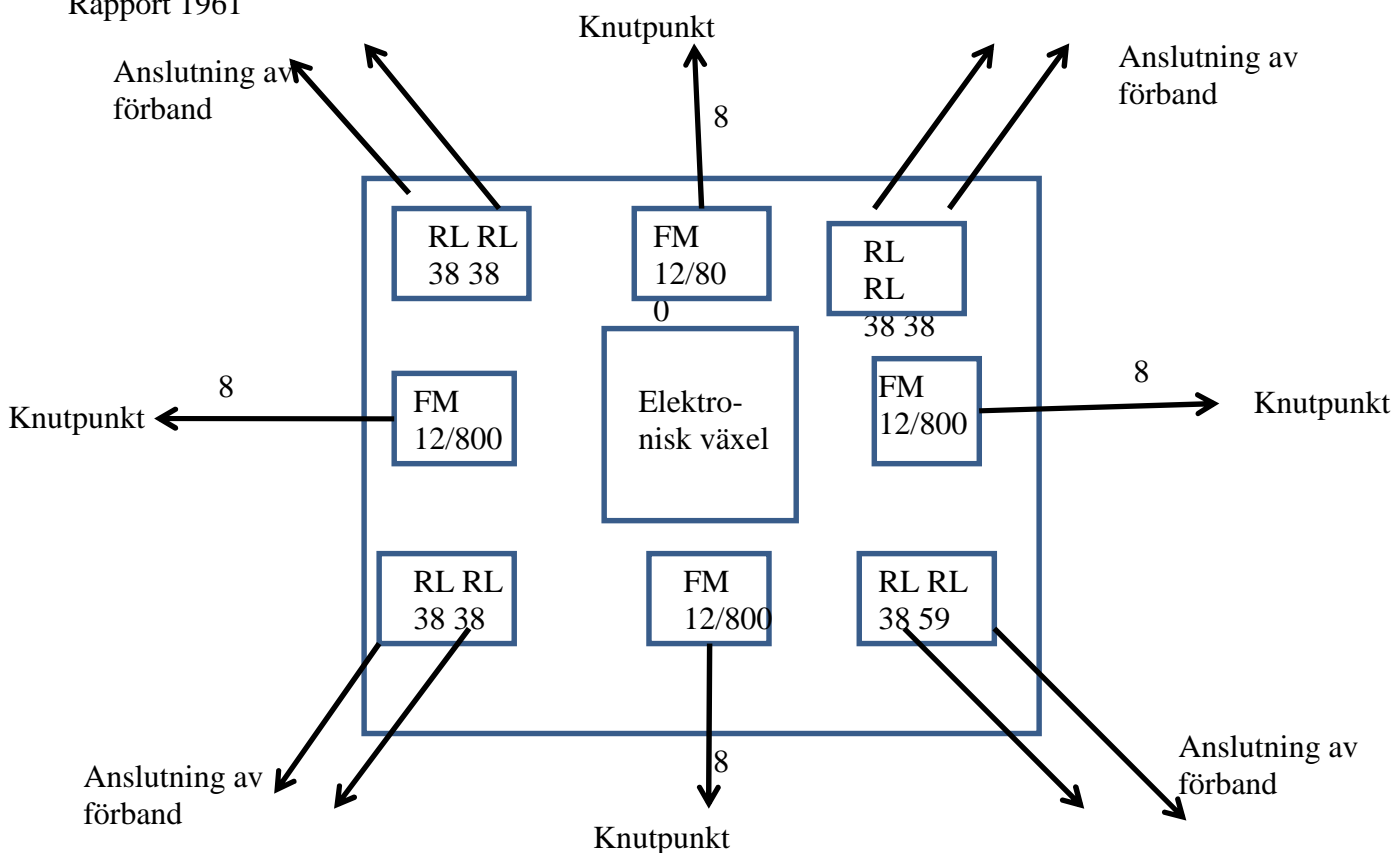 Rapport 1961
Knutpunkt
Anslutning av
förband
Anslutning av
förband
8
RL RL
38 38
FM
12/80
0
RL
RL
38 38
8
Knutpunkt
FM
12/800
Elektro-
nisk växel
FM
12/800
8
Knutpunkt
RL RL
38 38
FM
12/800
RL RL
38 59
Anslutning av
förband
8
Knutpunkt
Anslutning av
förband